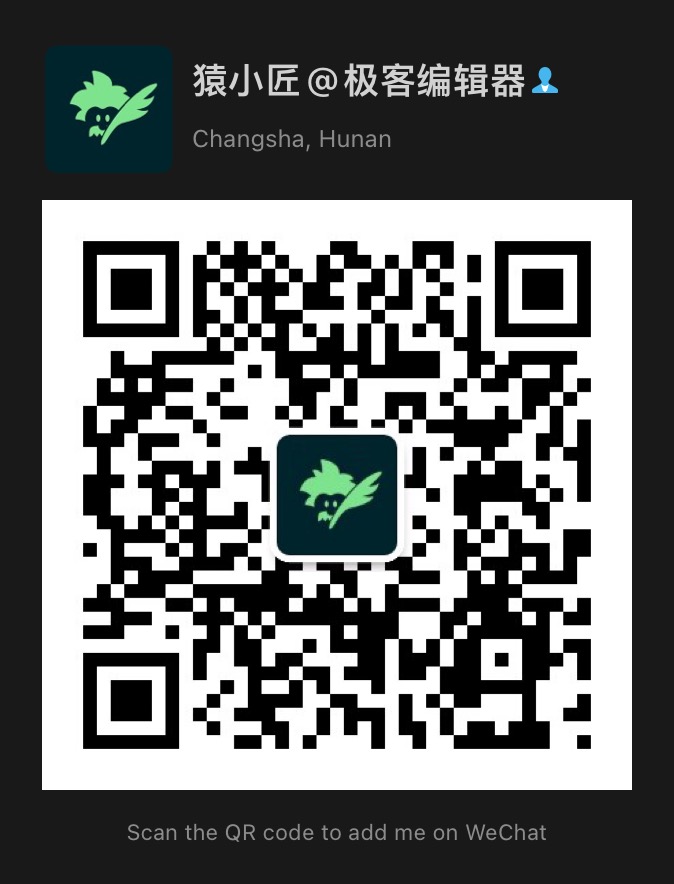 猿小匠@极客编辑器
Changsha, Hunan
Scan the QR code to add me on WeChat